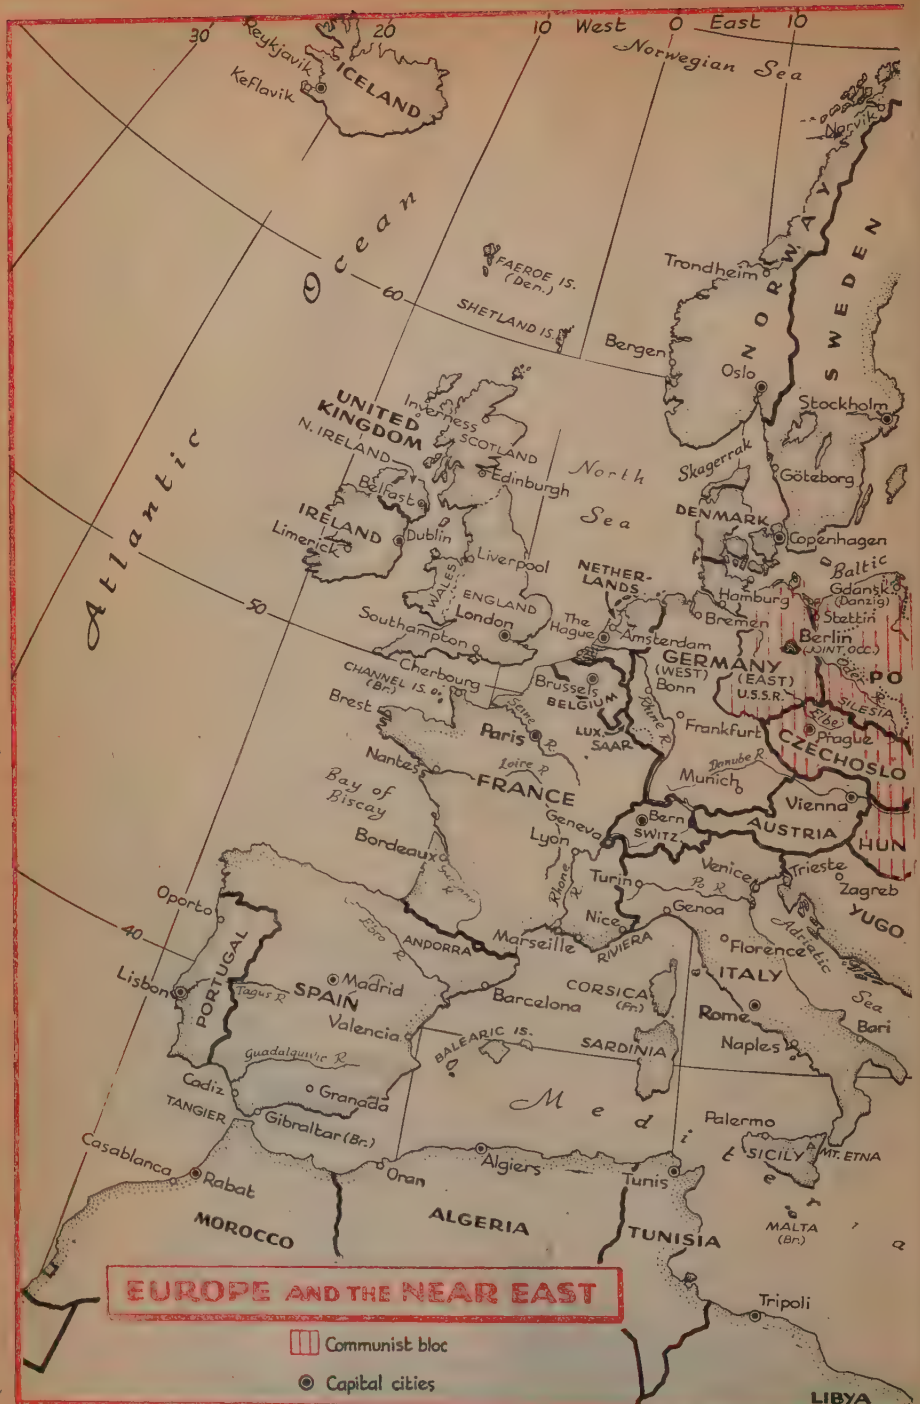 30
20
10
West
0
East
10
Norwegian Sea
Reykjavik
Keflavik
ICELAND
Narvik
Atlantic
Ocean
FAEROE IS.
(Den.)
SHETLAND IS.
60
Trondheim
NORWAY
SWEDEN
Bergen
Oslo
Stockholm
UNITED
KINGDOM
N. IRELAND
Inverness
SCOTLAND
Edinburgh
Belfast
IRELAND
Dublin
Limerick
Liverpool
WALES
ENGLAND
London
Southampton
North
Sea
Skagerrak
Göteborg
DENMARK
Copenhagen
Baltic
NETHER-
LANDS
Hamburg
Gdansk
(Danzig)
Bremen
Stettin
Berlin
(JOINT OCC.)
The
Hague
Amsterdam
50
GERMANY
(WEST)
(EAST)
U.S.S.R.
Oder
PO
SILESIA
CHANNEL IS.
(Br.)
Cherbourg
Brussels
BELGIUM
Bonn
Rhine R.
Brest
Seine R.
Paris
LUX.
SAAR
Frankfurt
Elbe
Prague
CZECHOSLO
Nantes
Loire R
FRANCE
Danube R.
Munich
Vienna
Bay of
Biscay
Geneva
Bern
SWITZ
AUSTRIA
HUN
Bordeaux
Lyon
Rhone R.
Turin
Po R.
Venice
Trieste
Zagreb
YUGO
Oporto
Genoa
Nice
Marseille
RIVIERA
Florence
Adriatic
Sea
40
Ebro R
ANDORRA
PORTUGAL
Lisbon
Tagus R
SPAIN
Madrid
Barcelona
CORSICA
(Fr.)
ITALY
Rome
Valencia
BALEARIC IS.
SARDINIA
Naples
Bari
Guadalquivir R
Cadiz
Granada
TANGIER
Gibraltar (Br.)
Medi
t
e
r
r
a
Palermo
SICILY
MT. ETNA
Casablanca
Rabat
Oran
Algiers
Tunis
MOROCCO
ALGERIA
TUNISIA
MALTA
(Br.)
EUROPE AND THE NEAR EAST
Tripoli
Communist bloc
Capital cities
LIBYA